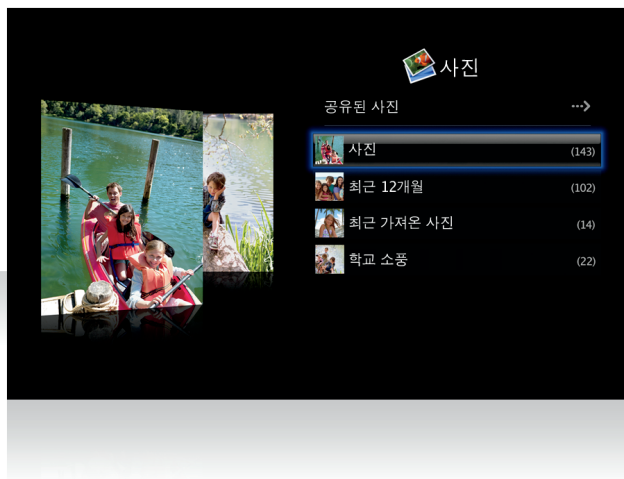 사진
공유된 사진
사진 (143)
최근 12개월 (102)
최근 가져온 사진 (14)
학교 소풍 (22)